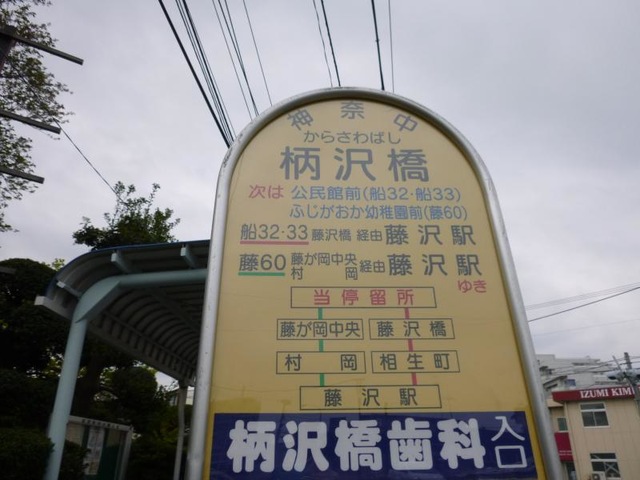 神奈中
からさわばし
柄沢橋
次は 公民館前(船32・船33)
ふじがおか幼稚園前(藤60)
船32・33 藤沢橋 経由 藤沢駅
藤60 藤が岡中央 村岡 経由 藤沢駅
ゆき
当停留所
藤が岡中央 藤沢橋
村岡 相生町
藤沢駅
柄沢橋歯科 入口
IZUMI KIM